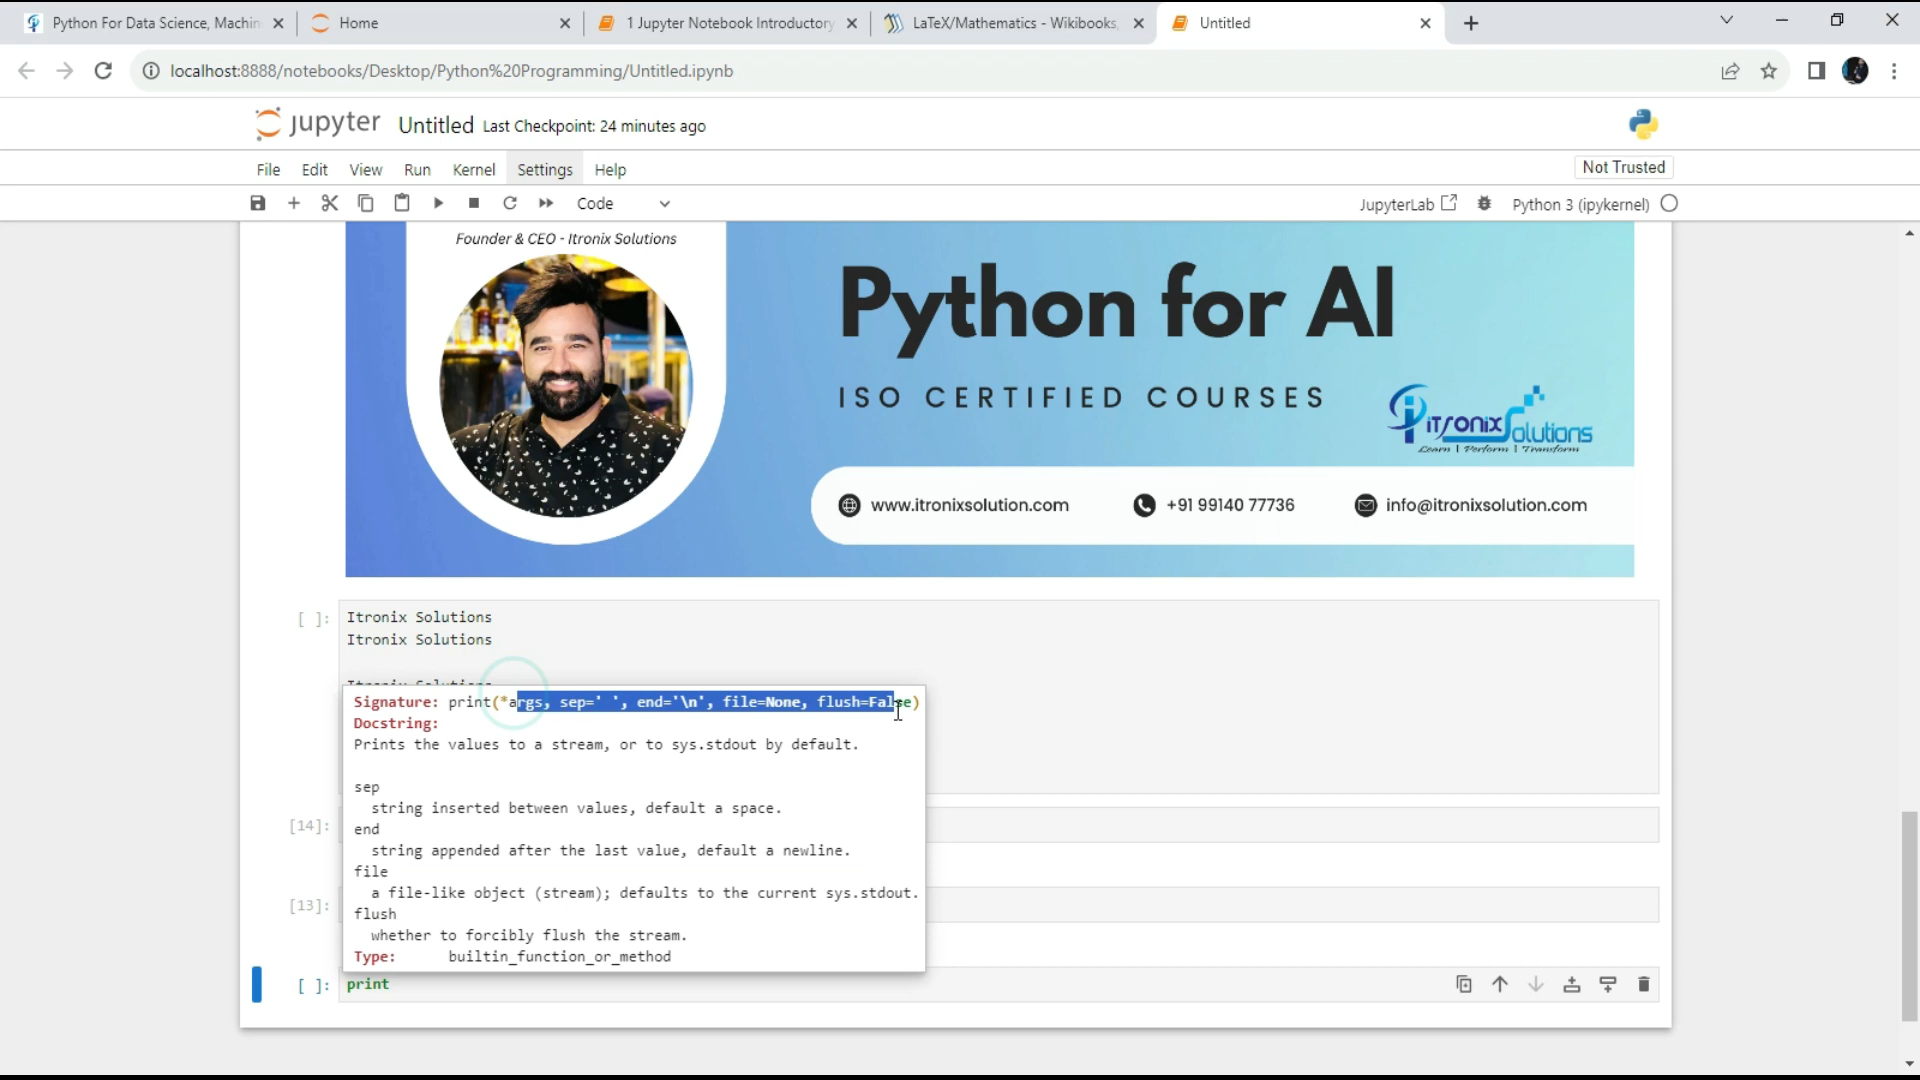 Python For Data Science, Machin
Home
1 Jupyter Notebook Introductory
LaTeX/Mathematics - Wikibooks,
Untitled
localhost:8888/notebooks/Desktop/Python%20Programming/Untitled.ipynb
jupyter
Untitled Last Checkpoint: 24 minutes ago
File Edit View Run Kernel Settings Help
Not Trusted
Code
JupyterLab
Python 3 (ipykernel)
Founder & CEO - Itronix Solutions
Python for AI
ISO CERTIFIED COURSES
iTronix Solutions
Learn | Perform | Transform
www.itronixsolution.com
+91 99140 77736
info@itronixsolution.com
[ ]:
Itronix Solutions
Itronix Solutions
Itronix Solutions
Signature: print(*args, sep=' ', end='\n', file=None, flush=False)
Docstring:
Prints the values to a stream, or to sys.stdout by default.
sep
string inserted between values, default a space.
end
string appended after the last value, default a newline.
file
a file-like object (stream); defaults to the current sys.stdout.
flush
whether to forcibly flush the stream.
Type: builtin_function_or_method
[14]:
[13]:
[ ]: print